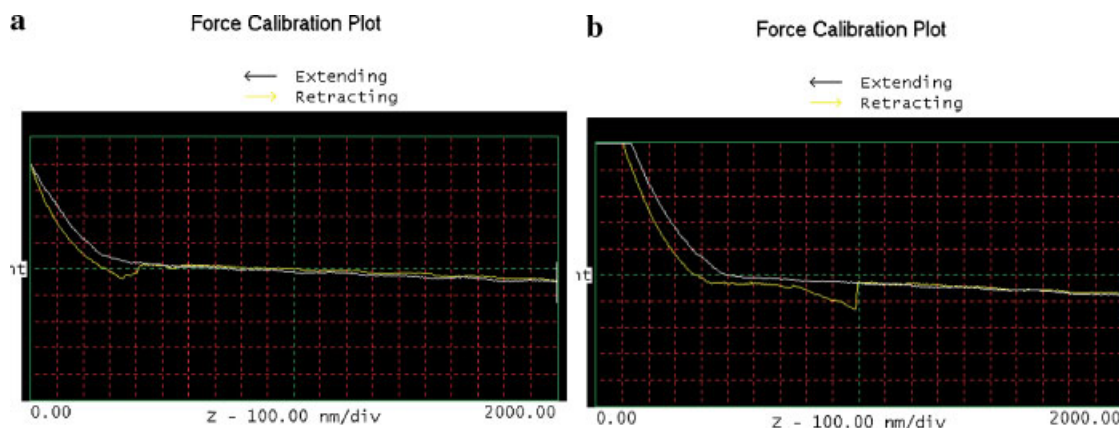 a
Force Calibration Plot
Extending
Retracting
0.00
Z - 100.00 nm/div
2000.00
b
Force Calibration Plot
Extending
Retracting
0.00
Z - 100.00 nm/div
2000.00